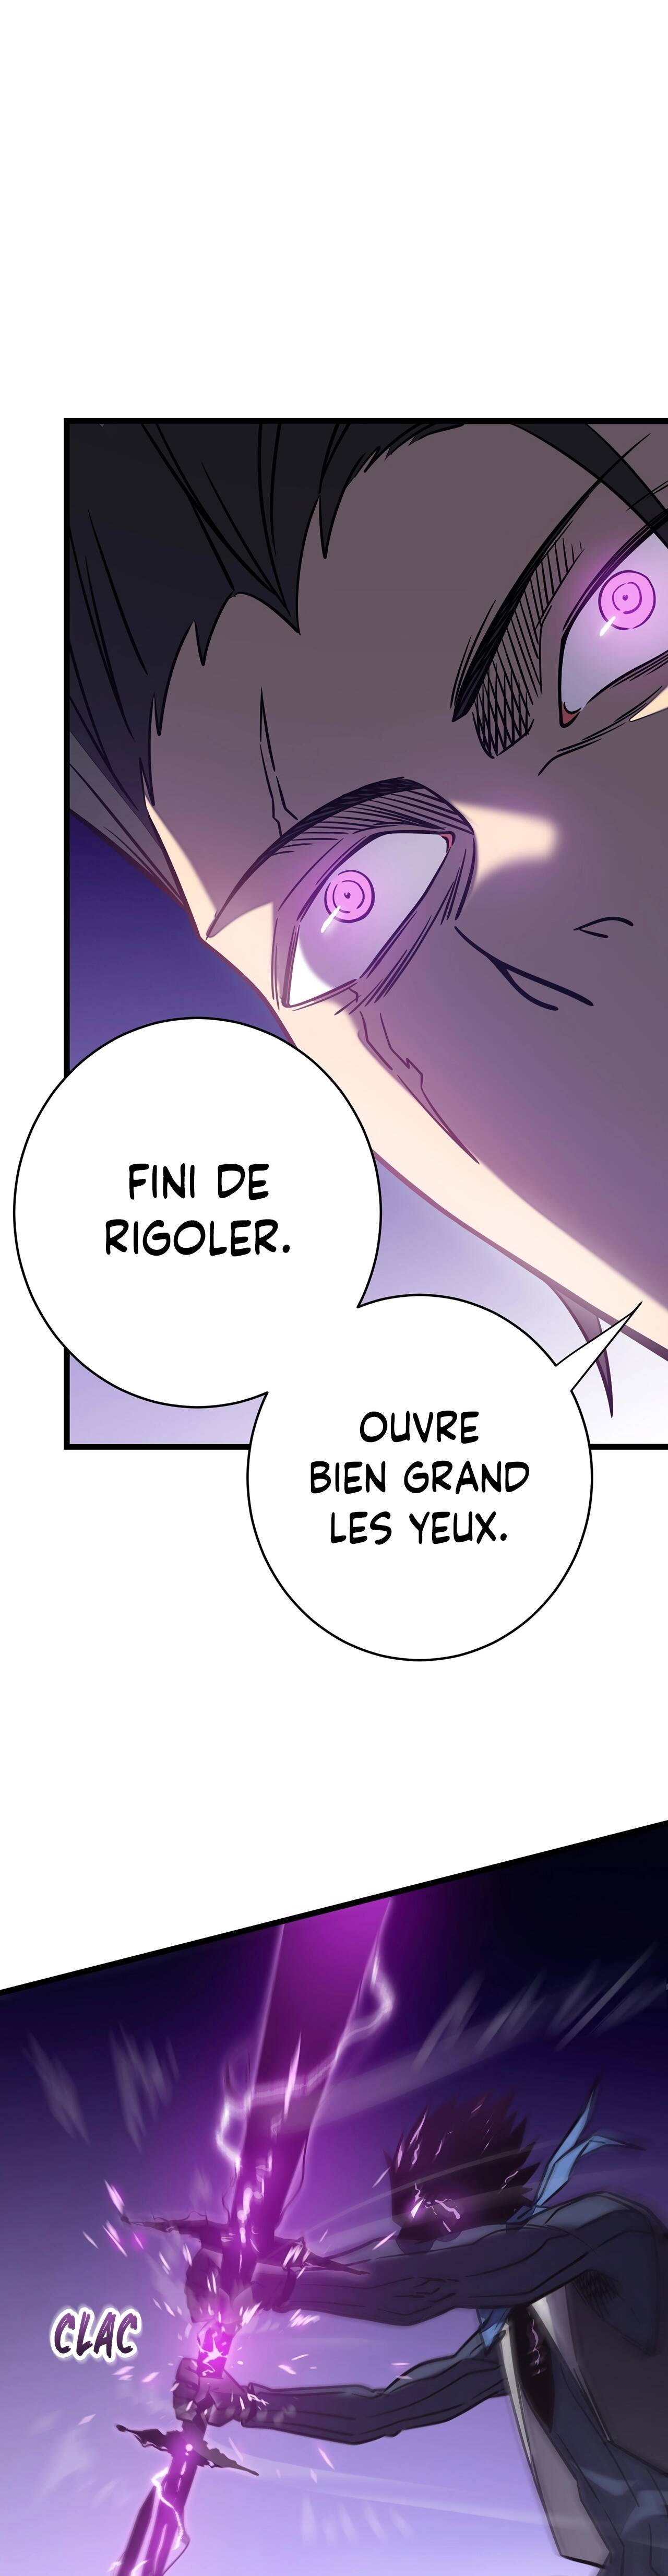 FINI DE
RIGOLER.
OUVRE
BIEN GRAND
LES YEUX.
CLAC